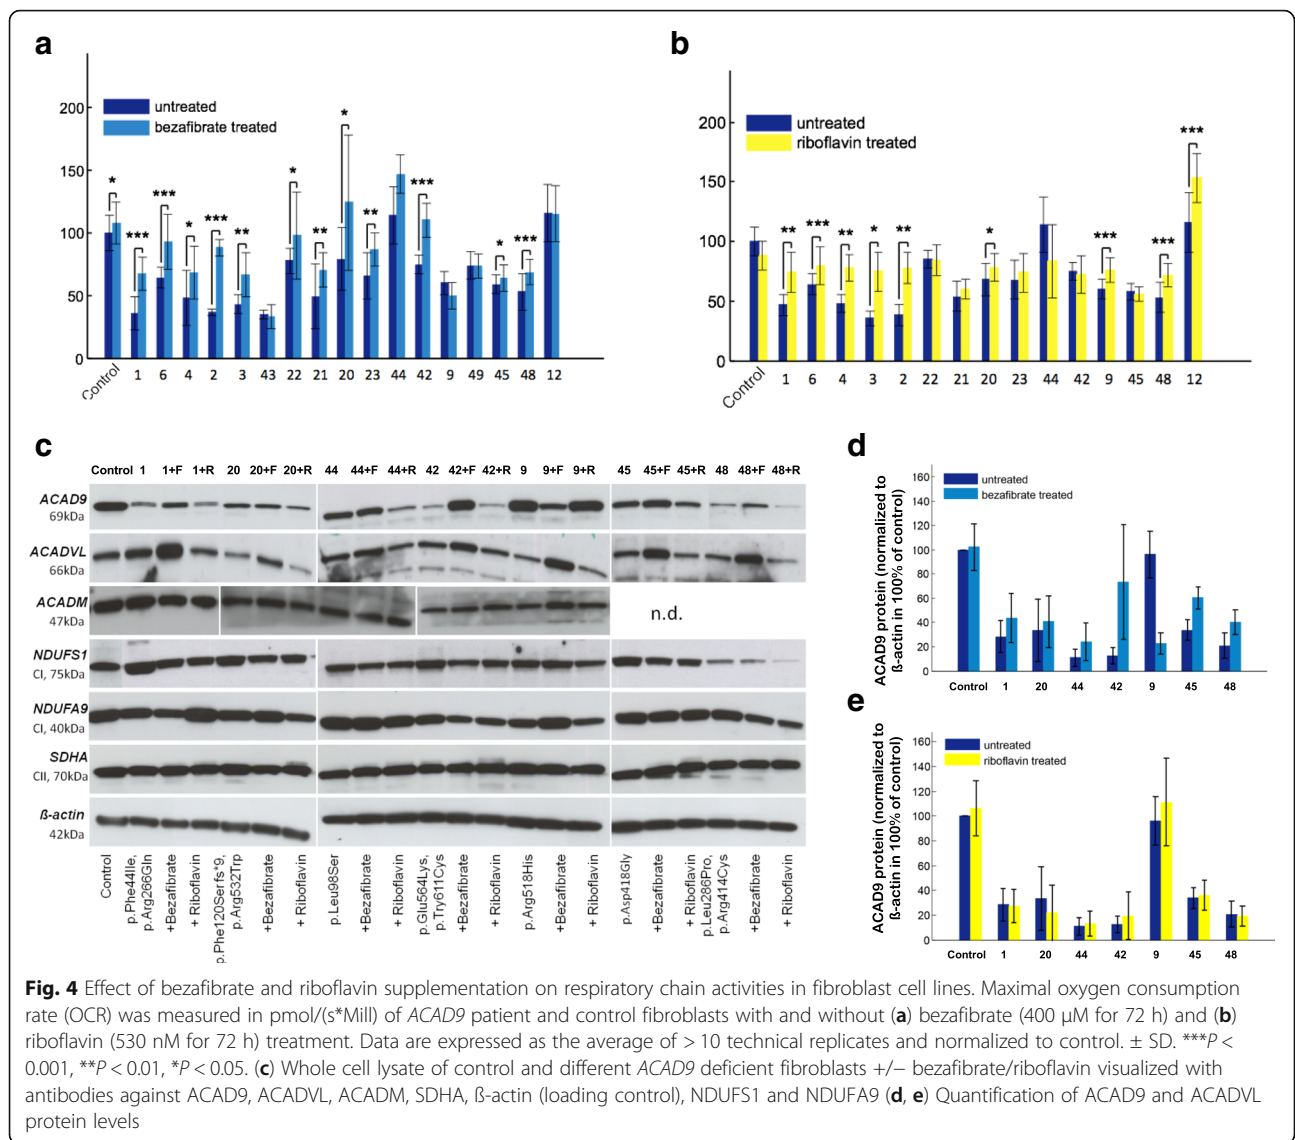 a
200
150
100
50
0
untreated
bezafibrate treated
* *** * *** ** * ** * ** *** * ***
Control 1 6 4 2 3 43 22 21 20 23 44 42 9 49 45 48 12
b
200
150
100
50
0
untreated
riboflavin treated
** *** ** * ** * *** *** ***
Control 1 6 4 3 2 22 21 20 23 44 42 9 45 48 12
c
Control 1 1+F 1+R 20 20+F 20+R 44 44+F 44+R 42 42+F 42+R 9 9+F 9+R 45 45+F 45+R 48 48+F 48+R
ACAD9
69kDa
ACADVL
66kDa
ACADM
47kDa
n.d.
NDUFS1
CI, 75kDa
NDUFA9
CI, 40kDa
SDHA
CII, 70kDa
ß-actin
42kDa
Control
p.Phe44Ile,
p.Arg266Gln
+Bezafibrate
+ Riboflavin
p.Phe120Serfs*9,
p.Arg532Trp
+Bezafibrate
+ Riboflavin
p.Leu98Ser
+Bezafibrate
+ Riboflavin
p.Glu564Lys,
p.Try611Cys
+Bezafibrate
+ Riboflavin
p.Arg518His
+Bezafibrate
+ Riboflavin
p.Asp418Gly
+Bezafibrate
+ Riboflavin
p.Leu286Pro,
p.Arg414Cys
+Bezafibrate
+ Riboflavin
d
ACAD9 protein (normalized to
ß-actin in 100% of control)
160
140
120
100
80
60
40
20
0
untreated
bezafibrate treated
Control 1 20 44 42 9 45 48
e
ACAD9 protein (normalized to
ß-actin in 100% of control)
160
140
120
100
80
60
40
20
0
untreated
riboflavin treated
Control 1 20 44 42 9 45 48
Fig. 4 Effect of bezafibrate and riboflavin supplementation on respiratory chain activities in fibroblast cell lines. Maximal oxygen consumption
rate (OCR) was measured in pmol/(s*Mill) of ACAD9 patient and control fibroblasts with and without (a) bezafibrate (400 μM for 72 h) and (b)
riboflavin (530 nM for 72 h) treatment. Data are expressed as the average of > 10 technical replicates and normalized to control. ± SD. ***P <
0.001, **P < 0.01, *P < 0.05. (c) Whole cell lysate of control and different ACAD9 deficient fibroblasts +/− bezafibrate/riboflavin visualized with
antibodies against ACAD9, ACADVL, ACADM, SDHA, ß-actin (loading control), NDUFS1 and NDUFA9 (d, e) Quantification of ACAD9 and ACADVL
protein levels